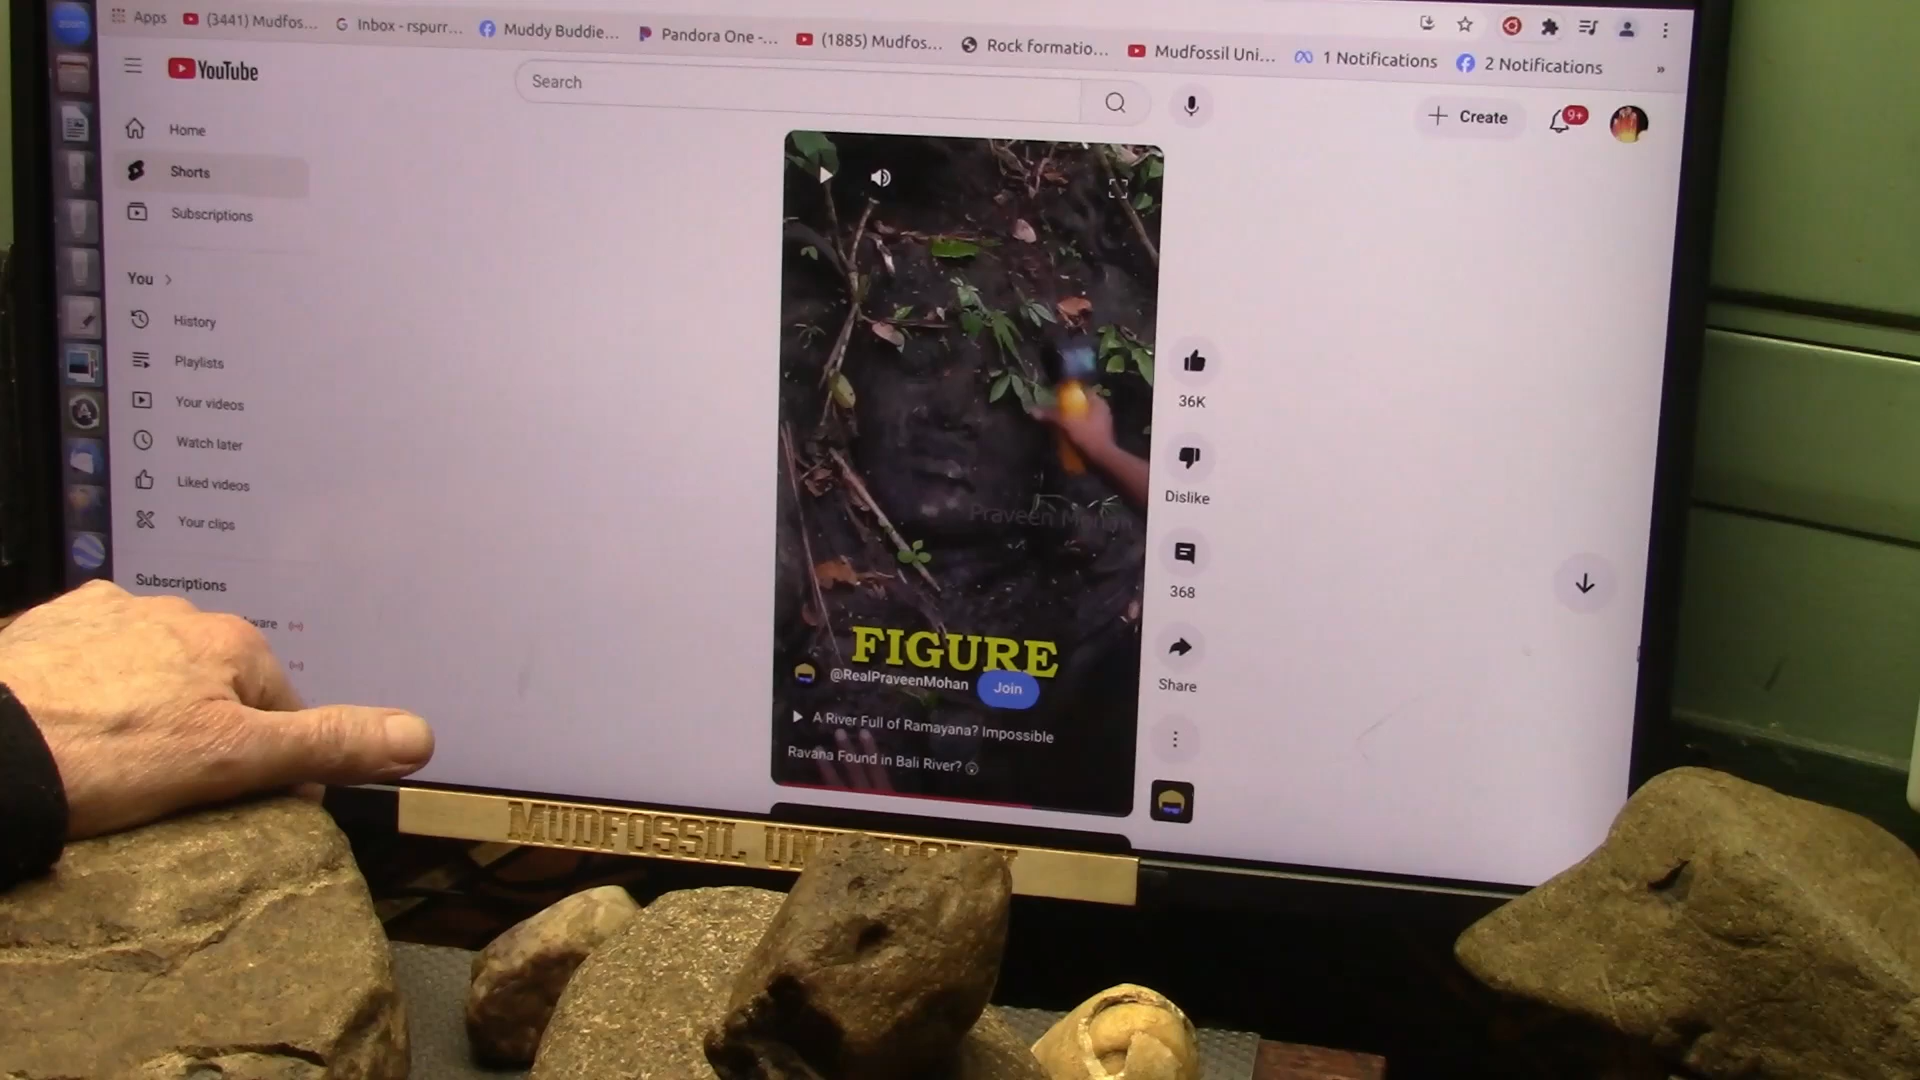 zoom
Apps
(3441) Mudfos...
Inbox - rspurr...
Muddy Buddie...
Pandora One -...
(1885) Mudfos...
Rock formatio...
Mudfossil Uni...
1 Notifications
2 Notifications
»
YouTube
Search
Create
9+
Home
Shorts
Subscriptions
You
History
Playlists
Your videos
Watch later
Liked videos
Your clips
Subscriptions
ware
36K
Dislike
368
Share
Praveen Mohan
FIGURE
@RealPraveenMohan
Join
A River Full of Ramayana? Impossible
Ravana Found in Bali River?
MUDFOSSIL